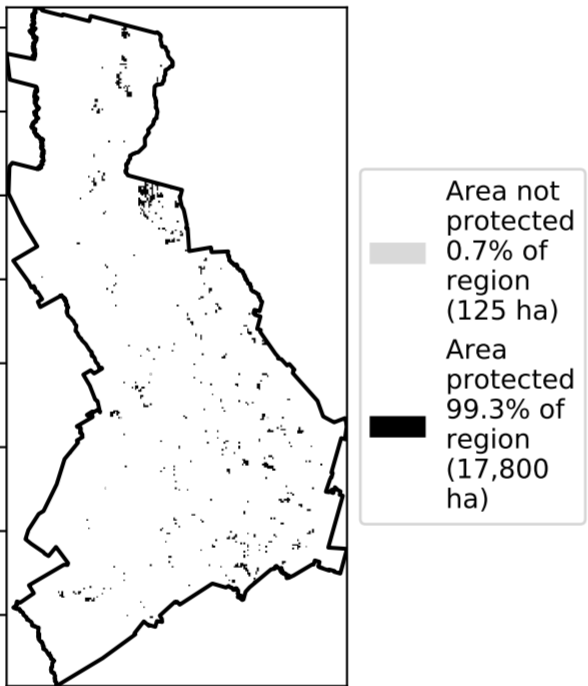 Area not
protected
0.7% of
region
(125 ha)
Area
protected
99.3% of
region
(17,800
ha)